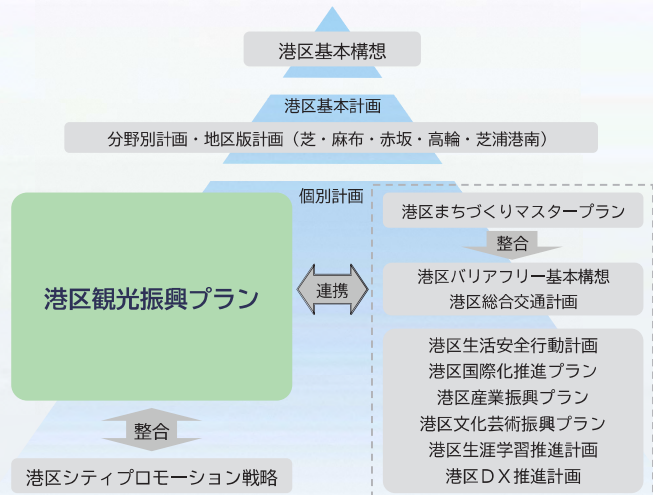 港区基本構想
港区基本計画
分野別計画・地区版計画（芝・麻布・赤坂・高輪・芝浦港南）
個別計画
港区観光振興プラン
連携
整合
港区シティプロモーション戦略
港区まちづくりマスタープラン
整合
港区バリアフリー基本構想
港区総合交通計画
港区生活安全行動計画
港区国際化推進プラン
港区産業振興プラン
港区文化芸術振興プラン
港区生涯学習推進計画
港区ＤＸ推進計画